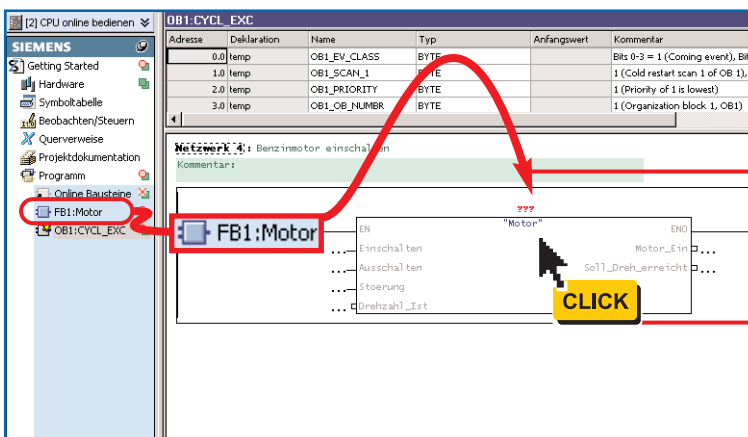 [2] CPU online bedienen
SIEMENS
Getting Started
Hardware
Symboltabelle
Beobachten/Steuern
Querverweise
Projektdokumentation
Programm
Online Bausteine
FB1:Motor
OB1:CYCL_EXC
OB1:CYCL_EXC
Adresse Deklaration Name Typ Anfangswert Kommentar
0.0 temp OB1_EV_CLASS BYTE Bits 0-3 = 1 (Coming event), Bit
1.0 temp OB1_SCAN_1 BYTE 1 (Cold restart scan 1 of OB 1),
2.0 temp OB1_PRIORITY BYTE 1 (Priority of 1 is lowest)
3.0 temp OB1_OB_NUMBR BYTE 1 (Organization block 1, OB1)
Netzwerk 4: Benzinmotor einschalten
Kommentar:
FB1:Motor
???
"Motor"
EN ENO
...Einschalten Motor_Ein...
...Ausschalten Soll_Dreh_erreicht...
...Stoerung
...Drehzahl_Ist
CLICK